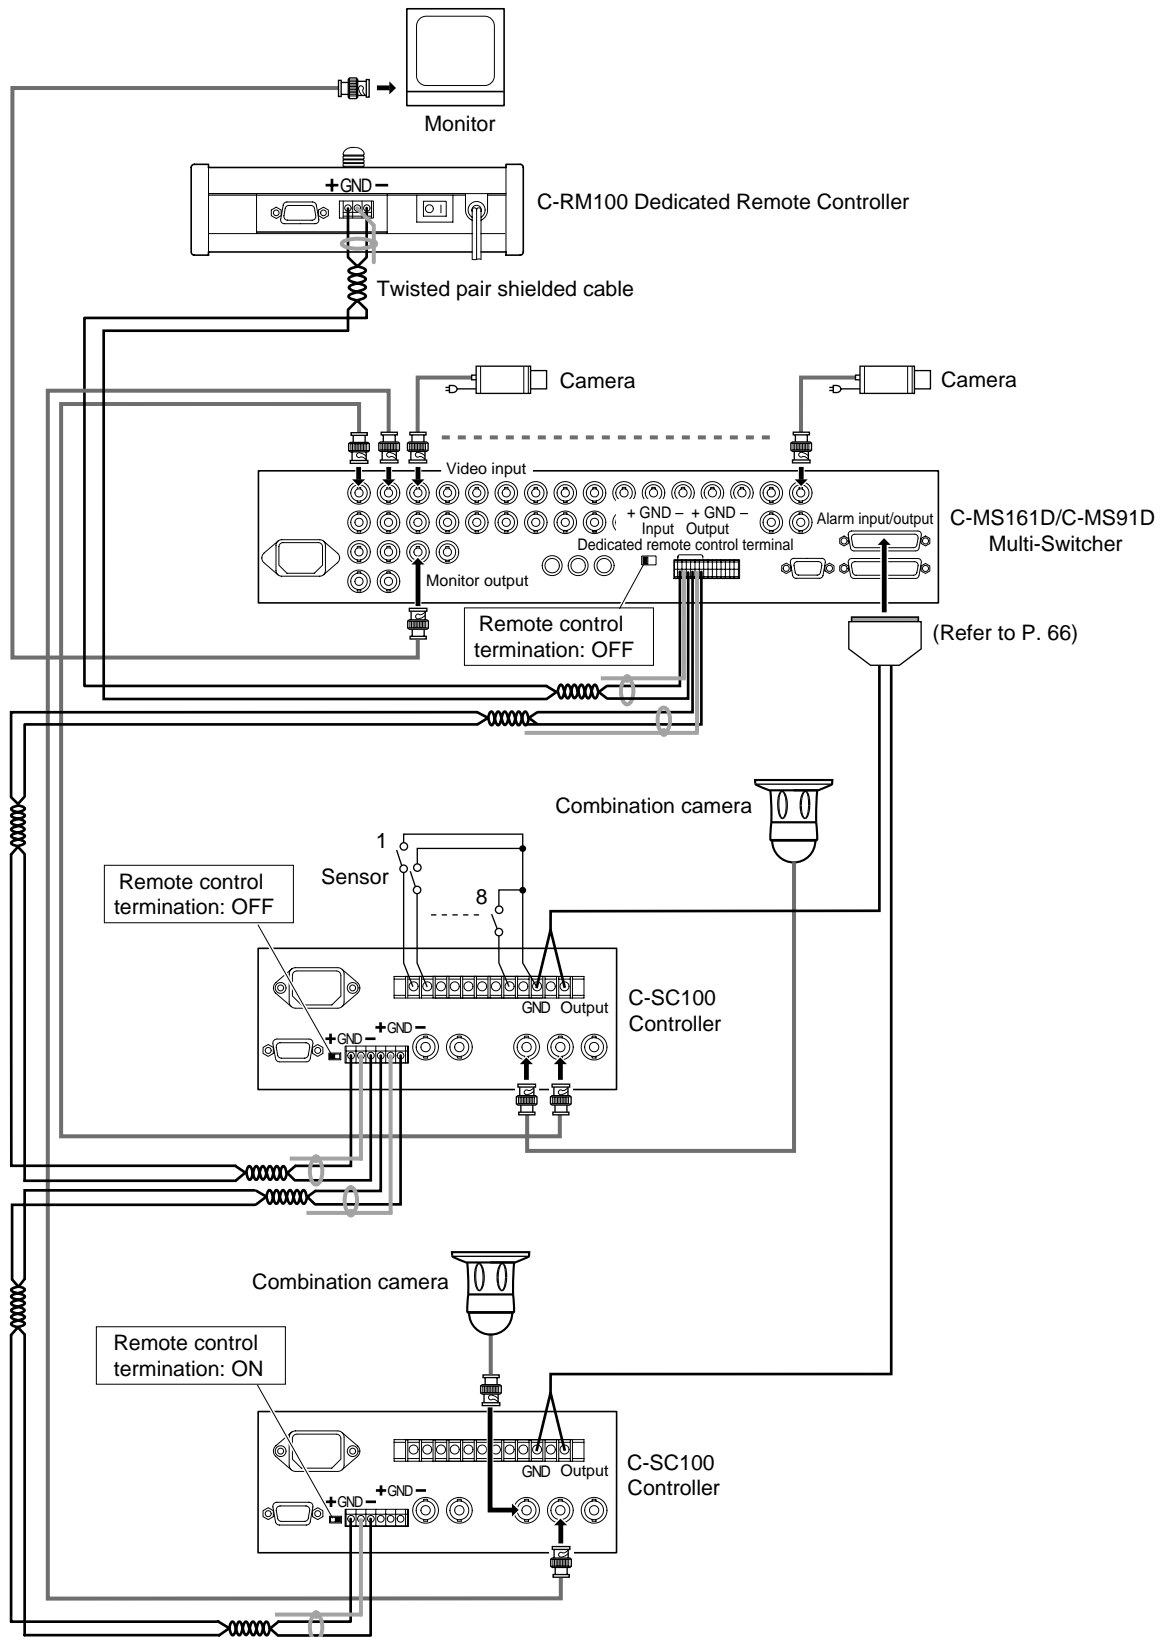 Monitor
+ GND –
C-RM100 Dedicated Remote Controller
Twisted pair shielded cable
Camera
Camera
Video input
+ GND – + GND –
Input Output
Dedicated remote control terminal
Alarm input/output
C-MS161D/C-MS91D
Multi-Switcher
Monitor output
Remote control
termination: OFF
(Refer to P. 66)
Combination camera
1
Sensor
8
Remote control
termination: OFF
GND Output
C-SC100
Controller
+GND –
+GND –
Combination camera
Remote control
termination: ON
GND Output
C-SC100
Controller
+GND –
+GND –